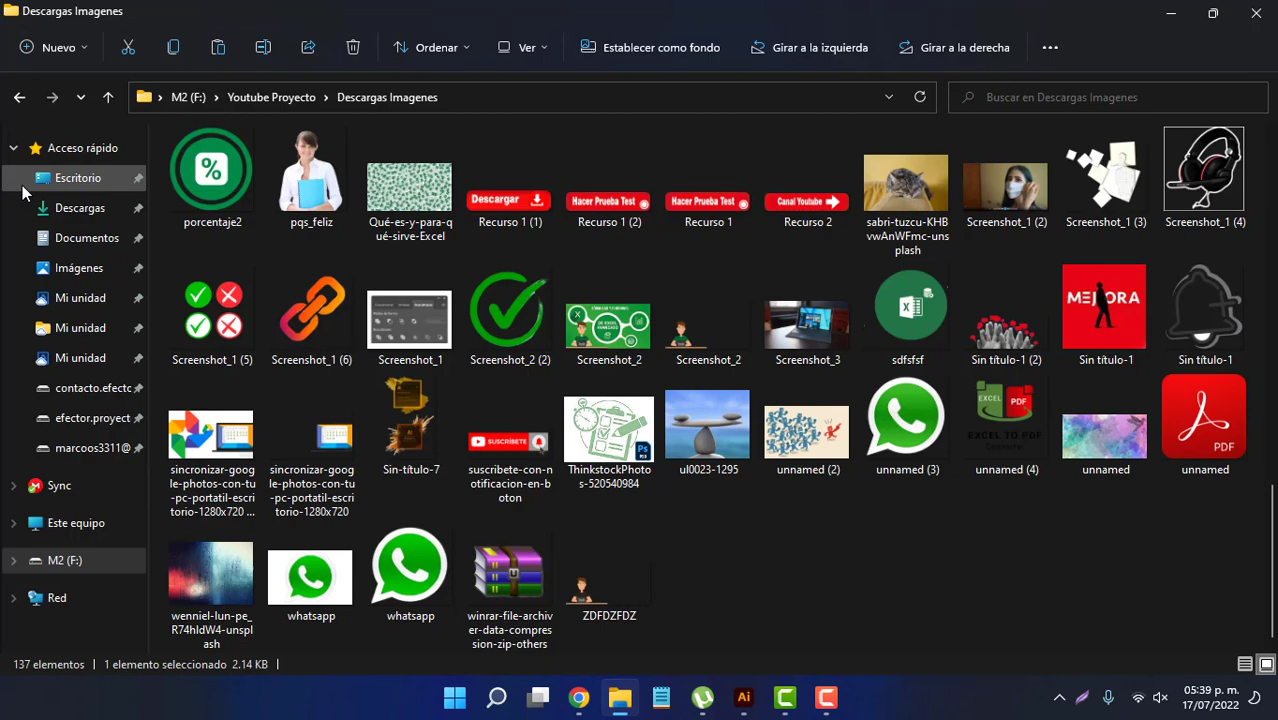 Descargas Imagenes
Nuevo
Ordenar
Ver
Establecer como fondo
Girar a la izquierda
Girar a la derecha
M2 (F:) > Youtube Proyecto > Descargas Imagenes
Buscar en Descargas Imagenes
Acceso rápido
Escritorio
Descargas
Documentos
Imágenes
Mi unidad
Mi unidad
Mi unidad
contacto.efectc
efector.proyect
marcoos3311@
Sync
Este equipo
M2 (F:)
Red
%
Descargar
Hacer Prueba Test
Hacer Prueba Test
Canal Youtube
porcentaje2
pqs_feliz
Qué-es-y-para-q
ué-sirve-Excel
Recurso 1 (1)
Recurso 1 (2)
Recurso 1
Recurso 2
sabri-tuzcu-KHB
vwAnWFmc-uns
plash
Screenshot_1 (2)
Screenshot_1 (3)
Screenshot_1 (4)
MEJORA
Screenshot_1 (5)
Screenshot_1 (6)
Screenshot_1
Screenshot_2 (2)
Screenshot_2
Screenshot_2
Screenshot_3
sdfsfsf
Sin título-1 (2)
Sin título-1
Sin título-1
SUSCRIBETE
Ps
EXCEL
PDF
EXCEL TO PDF
PDF
sincronizar-goog
le-photos-con-tu
-pc-portatil-escri
torio-1280x720 ...
sincronizar-goog
le-photos-con-tu
-pc-portatil-escri
torio-1280x720
Sin-título-7
suscribete-con-n
otificacion-en-b
oton
ThinkstockPhoto
s-520540984
ul0023-1295
unnamed (2)
unnamed (3)
unnamed (4)
unnamed
unnamed
wenniel-lun-pe_
R74hldW4-unspl
ash
whatsapp
whatsapp
winrar-file-archiv
er-data-compres
sion-zip-others
ZDFDZFDZ
137 elementos
1 elemento seleccionado 2.14 KB
Ai
05:39 p. m.
17/07/2022